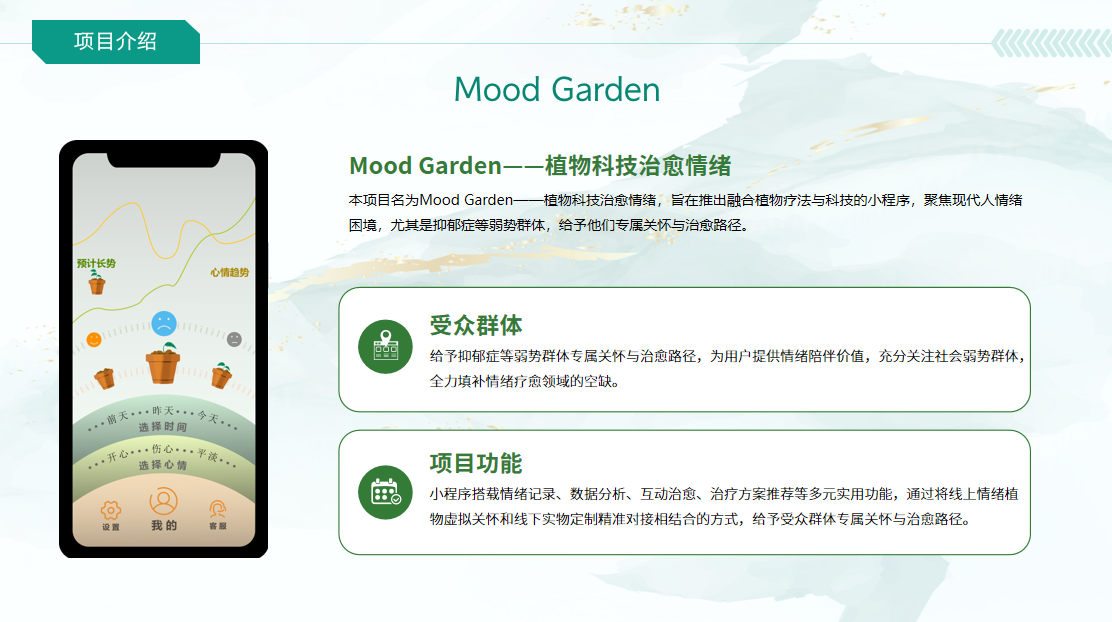 项目介绍
Mood Garden
Mood Garden——植物科技治愈情绪
本项目名为Mood Garden——植物科技治愈情绪，旨在推出融合植物疗法与科技的小程序，聚焦现代人情绪
困境，尤其是抑郁症等弱势群体，给予他们专属关怀与治愈路径。
预计长势
心情趋势
前天•••昨天•••今天
选择时间
开心•••伤心•••平淡
选择心情
设置
我的
客服
受众群体
给予抑郁症等弱势群体专属关怀与治愈路径，为用户提供情绪陪伴价值，充分关注社会弱势群体，
全力填补情绪疗愈领域的空缺。
项目功能
小程序搭载情绪记录、数据分析、互动治愈、治疗方案推荐等多元实用功能，通过将线上情绪植
物虚拟关怀和线下实物定制精准对接相结合的方式，给予受众群体专属关怀与治愈路径。